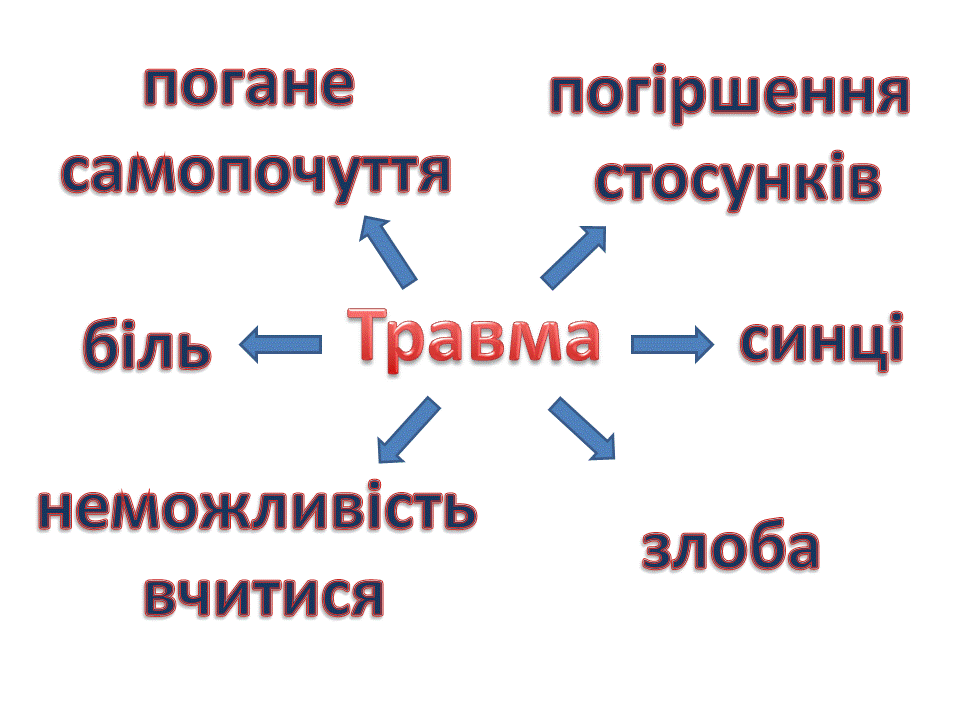 погане
самопочуття
погіршення
стосунків
біль
Травма
синці
неможливість
вчитися
злоба